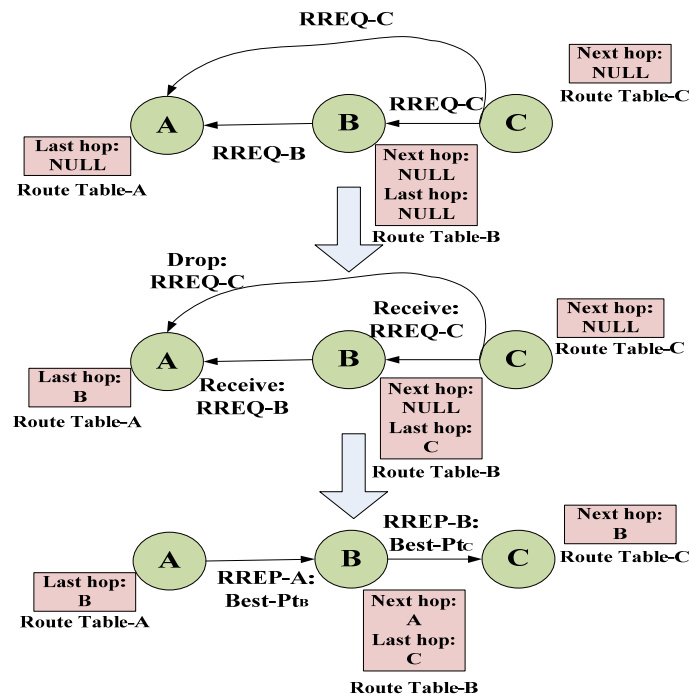 RREQ-C
Next hop:
NULL
Route Table-C
A
B
RREQ-C
C
RREQ-B
Last hop:
NULL
Route Table-A
Next hop:
NULL
Last hop:
NULL
Route Table-B
Drop:
RREQ-C
Receive:
RREQ-C
Next hop:
NULL
Route Table-C
A
B
C
Receive:
RREQ-B
Last hop:
B
Route Table-A
Next hop:
NULL
Last hop:
C
Route Table-B
RREP-B:
Best-PtC
Next hop:
B
Route Table-C
A
B
C
RREP-A:
Best-PtB
Last hop:
B
Route Table-A
Next hop:
A
Last hop:
C
Route Table-B